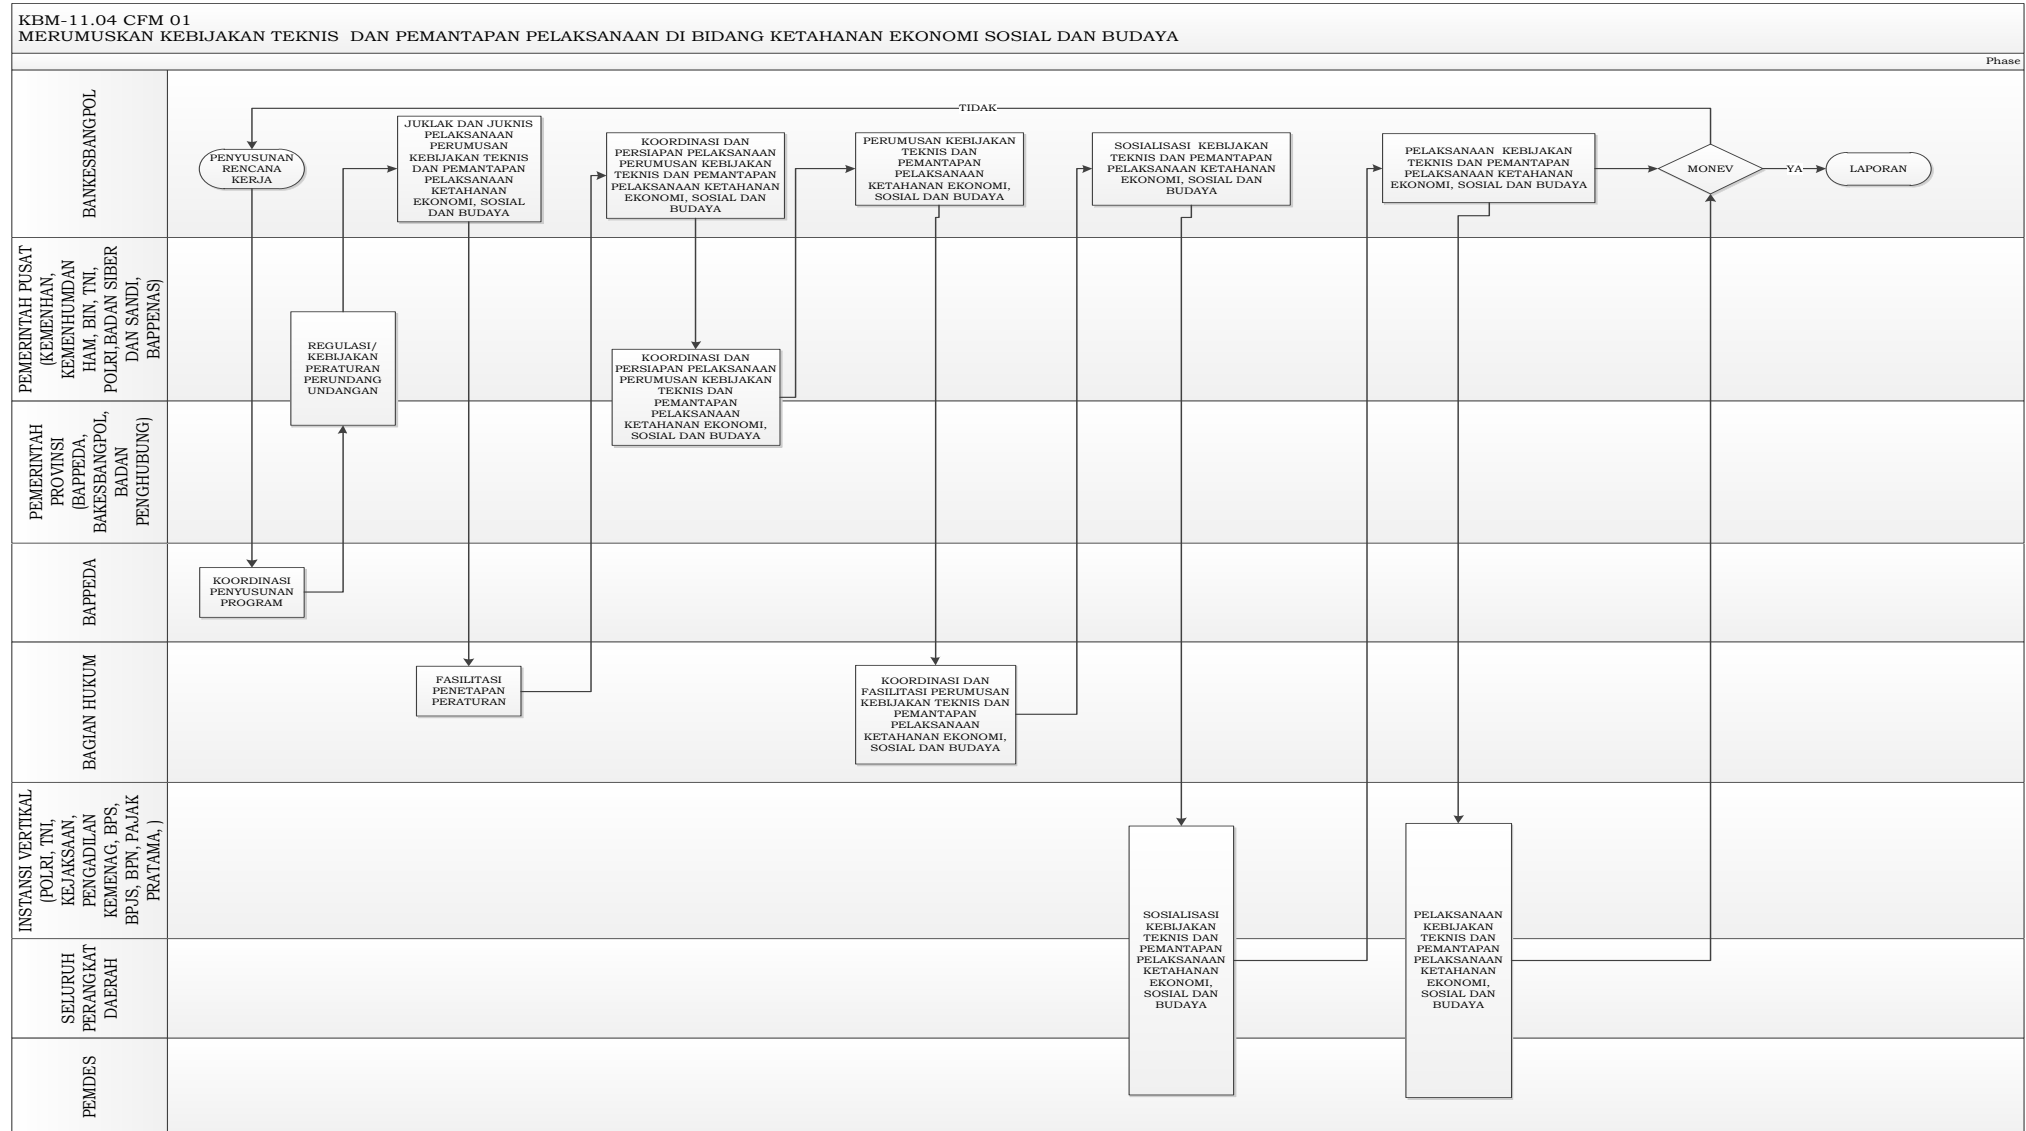 KBM-11.04 CFM 01
MERUMUSKAN KEBIJAKAN TEKNIS  DAN PEMANTAPAN PELAKSANAAN DI BIDANG KETAHANAN EKONOMI SOSIAL DAN BUDAYA
Phase
BANKESBANGPOL
TIDAK
PENYUSUNAN
RENCANA
KERJA
JUKLAK DAN JUKNIS
PELAKSANAAN
PERUMUSAN
KEBIJAKAN TEKNIS
DAN PEMANTAPAN
PELAKSANAAN
KETAHANAN
EKONOMI, SOSIAL
DAN BUDAYA
KOORDINASI DAN
PERSIAPAN PELAKSANAAN
PERUMUSAN KEBIJAKAN
TEKNIS DAN PEMANTAPAN
PELAKSANAAN KETAHANAN
EKONOMI, SOSIAL DAN
BUDAYA
PERUMUSAN KEBIJAKAN
TEKNIS DAN
PEMANTAPAN
PELAKSANAAN
KETAHANAN EKONOMI,
SOSIAL DAN BUDAYA
SOSIALISASI  KEBIJAKAN
TEKNIS DAN PEMANTAPAN
PELAKSANAAN KETAHANAN
EKONOMI, SOSIAL DAN
BUDAYA
PELAKSANAAN  KEBIJAKAN
TEKNIS DAN PEMANTAPAN
PELAKSANAAN KETAHANAN
EKONOMI, SOSIAL DAN BUDAYA
MONEV
YA
LAPORAN
PEMERINTAH PUSAT
(KEMENHAN,
KEMENHUMDAN
HAM, BIN, TNI,
POLRI,BADAN SIBER
DAN SANDI,
BAPPENAS)
REGULASI/
KEBIJAKAN
PERATURAN
PERUNDANG
UNDANGAN
KOORDINASI DAN
PERSIAPAN PELAKSANAAN
PERUMUSAN KEBIJAKAN
TEKNIS DAN
PEMANTAPAN
PELAKSANAAN
KETAHANAN EKONOMI,
SOSIAL DAN BUDAYA
PEMERINTAH
PROVINSI
(BAPPEDA,
BAKESBANGPOL,
BADAN
PENGHUBUNG)
BAPPEDA
KOORDINASI
PENYUSUNAN
PROGRAM
BAGIAN HUKUM
FASILITASI
PENETAPAN
PERATURAN
KOORDINASI DAN
FASILITASI PERUMUSAN
KEBIJAKAN TEKNIS DAN
PEMANTAPAN
PELAKSANAAN
KETAHANAN EKONOMI,
SOSIAL DAN BUDAYA
INSTANSI VERTIKAL
(POLRI, TNI,
KEJAKSAAN,
PENGADILAN
KEMENAG, BPS,
BPJS, BPN, PAJAK
PRATAMA, )
SOSIALISASI
KEBIJAKAN
TEKNIS DAN
PEMANTAPAN
PELAKSANAAN
KETAHANAN
EKONOMI,
SOSIAL DAN
BUDAYA
PELAKSANAAN
KEBIJAKAN
TEKNIS DAN
PEMANTAPAN
PELAKSANAAN
KETAHANAN
EKONOMI,
SOSIAL DAN
BUDAYA
SELURUH
PERANGKAT
DAERAH
PEMDES